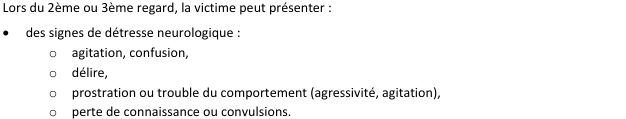 Lors du 2ème ou 3ème regard, la victime peut présenter :
• des signes de détresse neurologique :
o agitation, confusion,
o délire,
o prostration ou trouble du comportement (agressivité, agitation),
o perte de connaissance ou convulsions.